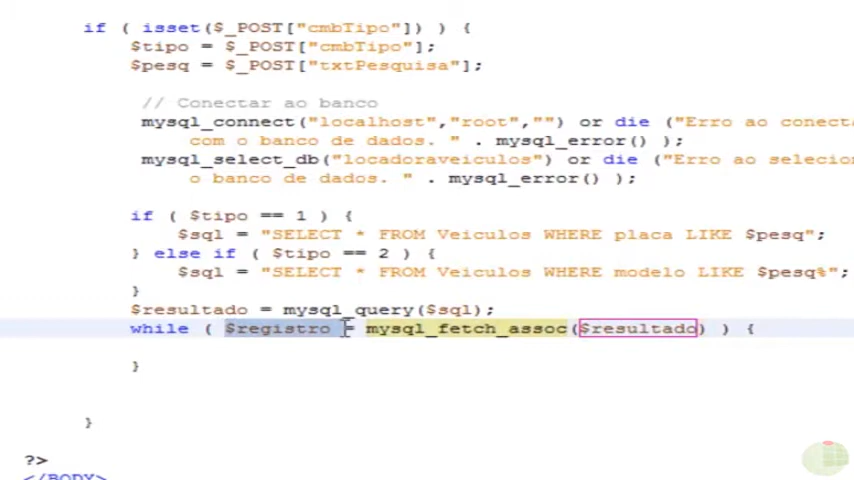 if ( isset($_POST["cmbTipo"]) ) {
$tipo = $_POST["cmbTipo"];
$pesq = $_POST["txtPesquisa"];
// Conectar ao banco
mysql_connect("localhost","root","") or die ("Erro ao conecta
com o banco de dados. " . mysql_error() );
mysql_select_db("locadoraveiculos") or die ("Erro ao selecio
o banco de dados. " . mysql_error() );
if ( $tipo == 1 ) {
$sql = "SELECT * FROM Veiculos WHERE placa LIKE $pesq";
} else if ( $tipo == 2 ) {
$sql = "SELECT * FROM Veiculos WHERE modelo LIKE $pesq%";
}
$resultado = mysql_query($sql);
while ( $registro = mysql_fetch_assoc($resultado) ) {
}
}
?>
</BODY>